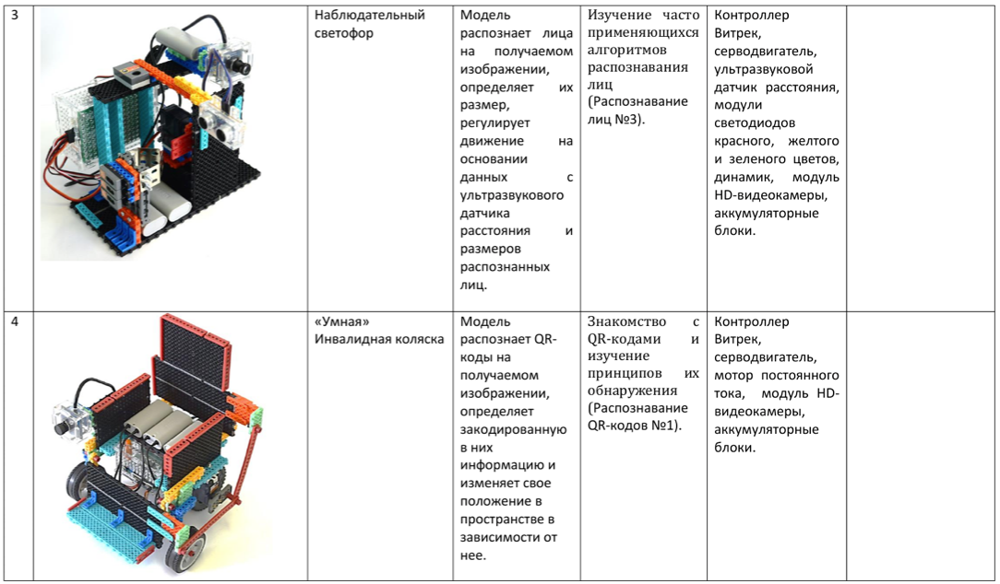 3
Наблюдательный
светофор
Модель
распознает лица
на получаемом
изображении,
определяет их
размер,
регулирует
движение на
основании
данных с
ультразвукового
датчика
расстояния и
размеров
распознанных
лиц.
Изучение часто
применяющихся
алгоритмов
распознавания
лиц
(Распознавание
лиц №3).
Контроллер
Витрек,
серводвигатель,
ультразвуковой
датчик расстояния,
модули
светодиодов
красного, желтого
и зеленого цветов,
динамик, модуль
HD-видеокамеры,
аккумуляторные
блоки.
4
«Умная»
Инвалидная коляска
Модель
распознает QR-
коды на
получаемом
изображении,
определяет
закодированную
в них
информацию и
изменяет свое
положение в
пространстве в
зависимости от
нее.
Знакомство с
QR-кодами и
изучение
принципов их
обнаружения
(Распознавание
QR-кодов №1).
Контроллер
Витрек,
серводвигатель,
мотор постоянного
тока, модуль HD-
видеокамеры,
аккумуляторные
блоки.